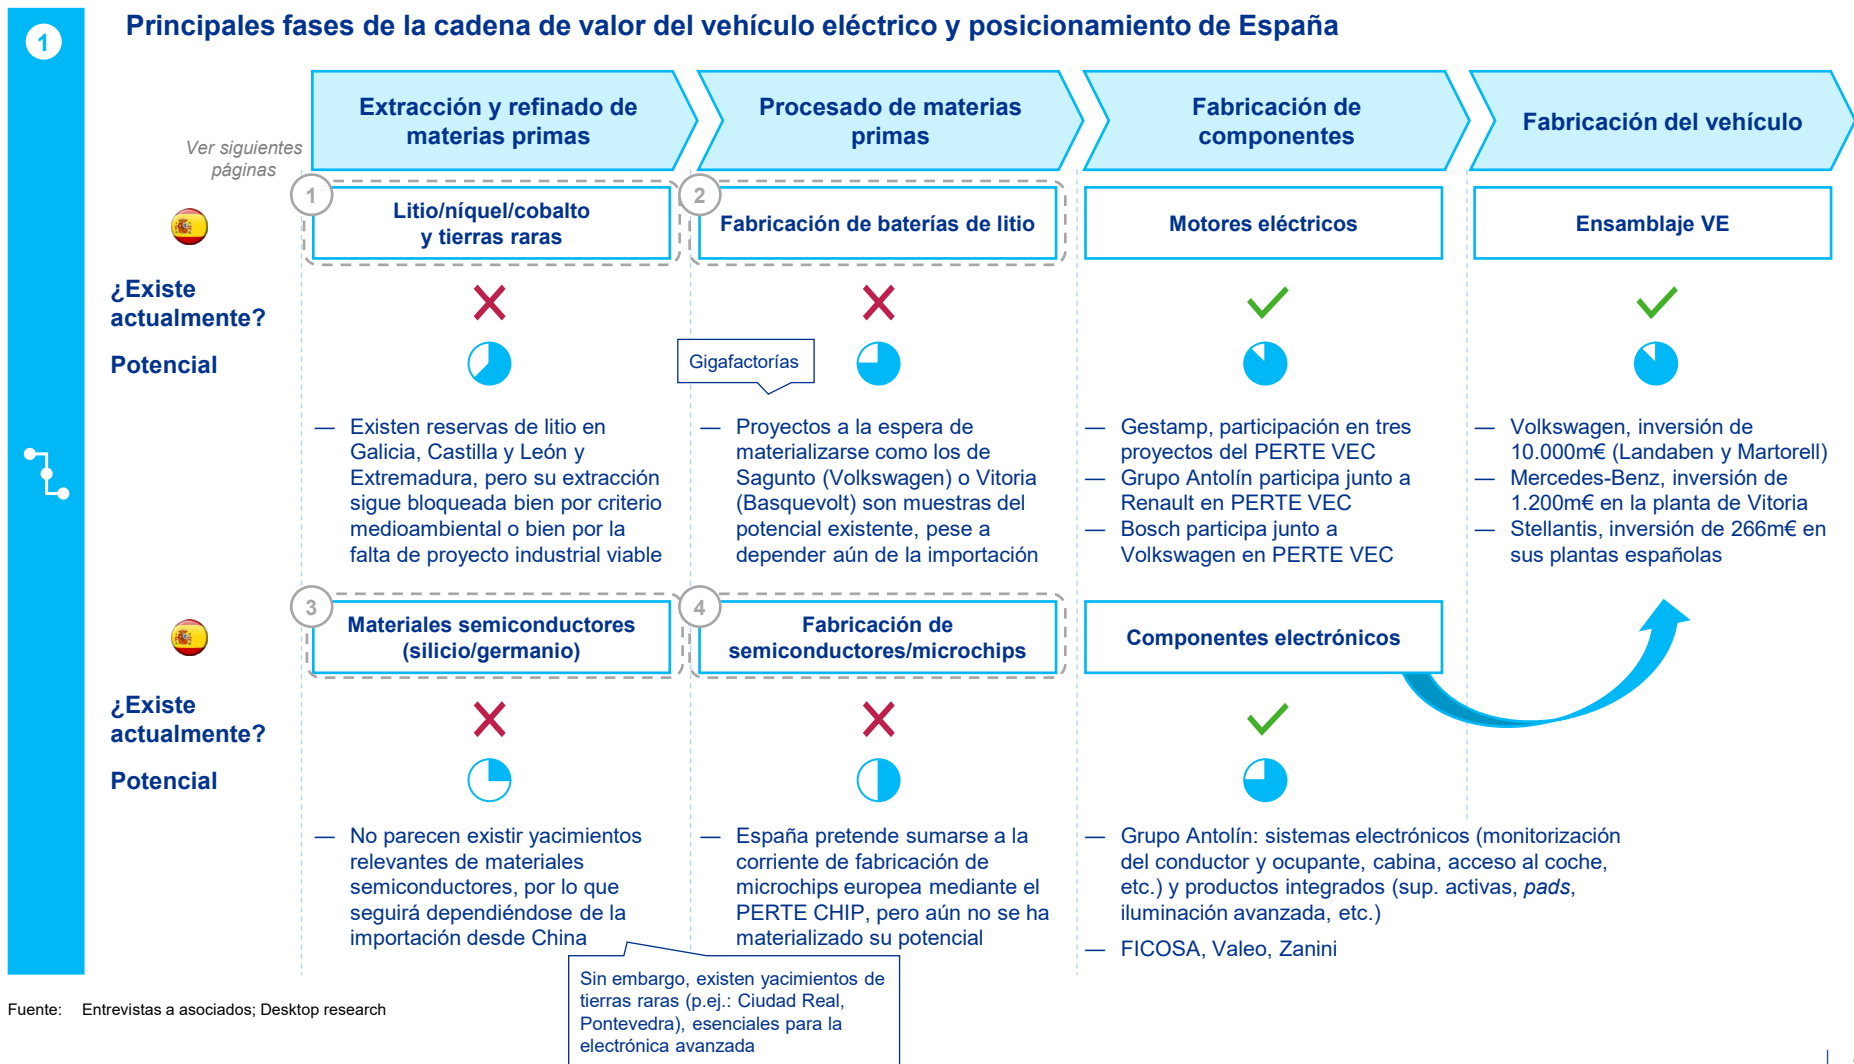 1
Principales fases de la cadena de valor del vehículo eléctrico y posicionamiento de España
Ver siguientes
páginas
Extracción y refinado de
materias primas
Procesado de materias
primas
Fabricación de
componentes
Fabricación del vehículo
1
Litio/níquel/cobalto
y tierras raras
2
Fabricación de baterías de litio
Motores eléctricos
Ensamblaje VE
¿Existe
actualmente?
Potencial
Gigafactorías
— Existen reservas de litio en
Galicia, Castilla y León y
Extremadura, pero su extracción
sigue bloqueada bien por criterio
medioambiental o bien por la
falta de proyecto industrial viable
— Proyectos a la espera de
materializarse como los de
Sagunto (Volkswagen) o Vitoria
(Basquevolt) son muestras del
potencial existente, pese a
depender aún de la importación
— Gestamp, participación en tres
proyectos del PERTE VEC
— Grupo Antolín participa junto a
Renault en PERTE VEC
— Bosch participa junto a
Volkswagen en PERTE VEC
— Volkswagen, inversión de
10.000m€ (Landaben y Martorell)
— Mercedes-Benz, inversión de
1.200m€ en la planta de Vitoria
— Stellantis, inversión de 266m€ en
sus plantas españolas
3
Materiales semiconductores
(silicio/germanio)
4
Fabricación de
semiconductores/microchips
Componentes electrónicos
¿Existe
actualmente?
Potencial
— No parecen existir yacimientos
relevantes de materiales
semiconductores, por lo que
seguirá dependiéndose de la
importación desde China
— España pretende sumarse a la
corriente de fabricación de
microchips europea mediante el
PERTE CHIP, pero aún no se ha
materializado su potencial
— Grupo Antolín: sistemas electrónicos (monitorización
del conductor y ocupante, cabina, acceso al coche,
etc.) y productos integrados (sup. activas, pads,
iluminación avanzada, etc.)
— FICOSA, Valeo, Zanini
Sin embargo, existen yacimientos de
tierras raras (p.ej.: Ciudad Real,
Pontevedra), esenciales para la
electrónica avanzada
Fuente: Entrevistas a asociados; Desktop research